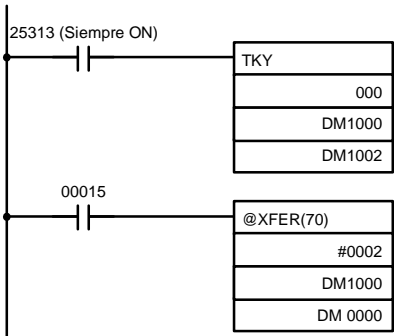 25313 (Siempre ON)
TKY
000
DM1000
DM1002
00015
@XFER(70)
#0002
DM1000
DM 0000